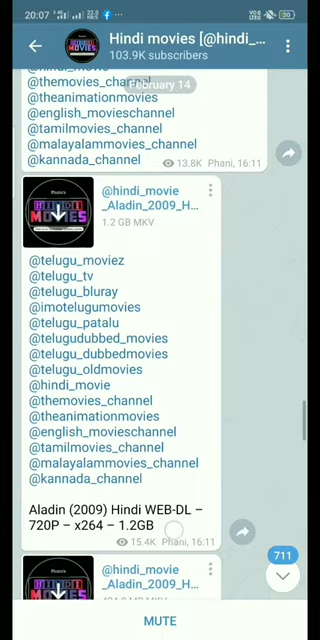 20:07
30
Hindi movies [@hindi_...
103.9K subscribers
@themovies_channel
February 14
@theanimationmovies
@english_movieschannel
@tamilmovies_channel
@malayalammovies_channel
@kannada_channel
13.8K Phani, 16:11
HINDI
MOVIES
@hindi_movie
_Aladin_2009_H...
1.2 GB MKV
@telugu_moviez
@telugu_tv
@telugu_bluray
@imotelugumovies
@telugu_patalu
@telugudubbed_movies
@telugu_dubbedmovies
@telugu_oldmovies
@hindi_movie
@themovies_channel
@theanimationmovies
@english_movieschannel
@tamilmovies_channel
@malayalammovies_channel
@kannada_channel
Aladin (2009) Hindi WEB-DL –
720P – x264 – 1.2GB
15.4K Phani, 16:11
711
@hindi_movie
_Aladin_2009_H...
MUTE